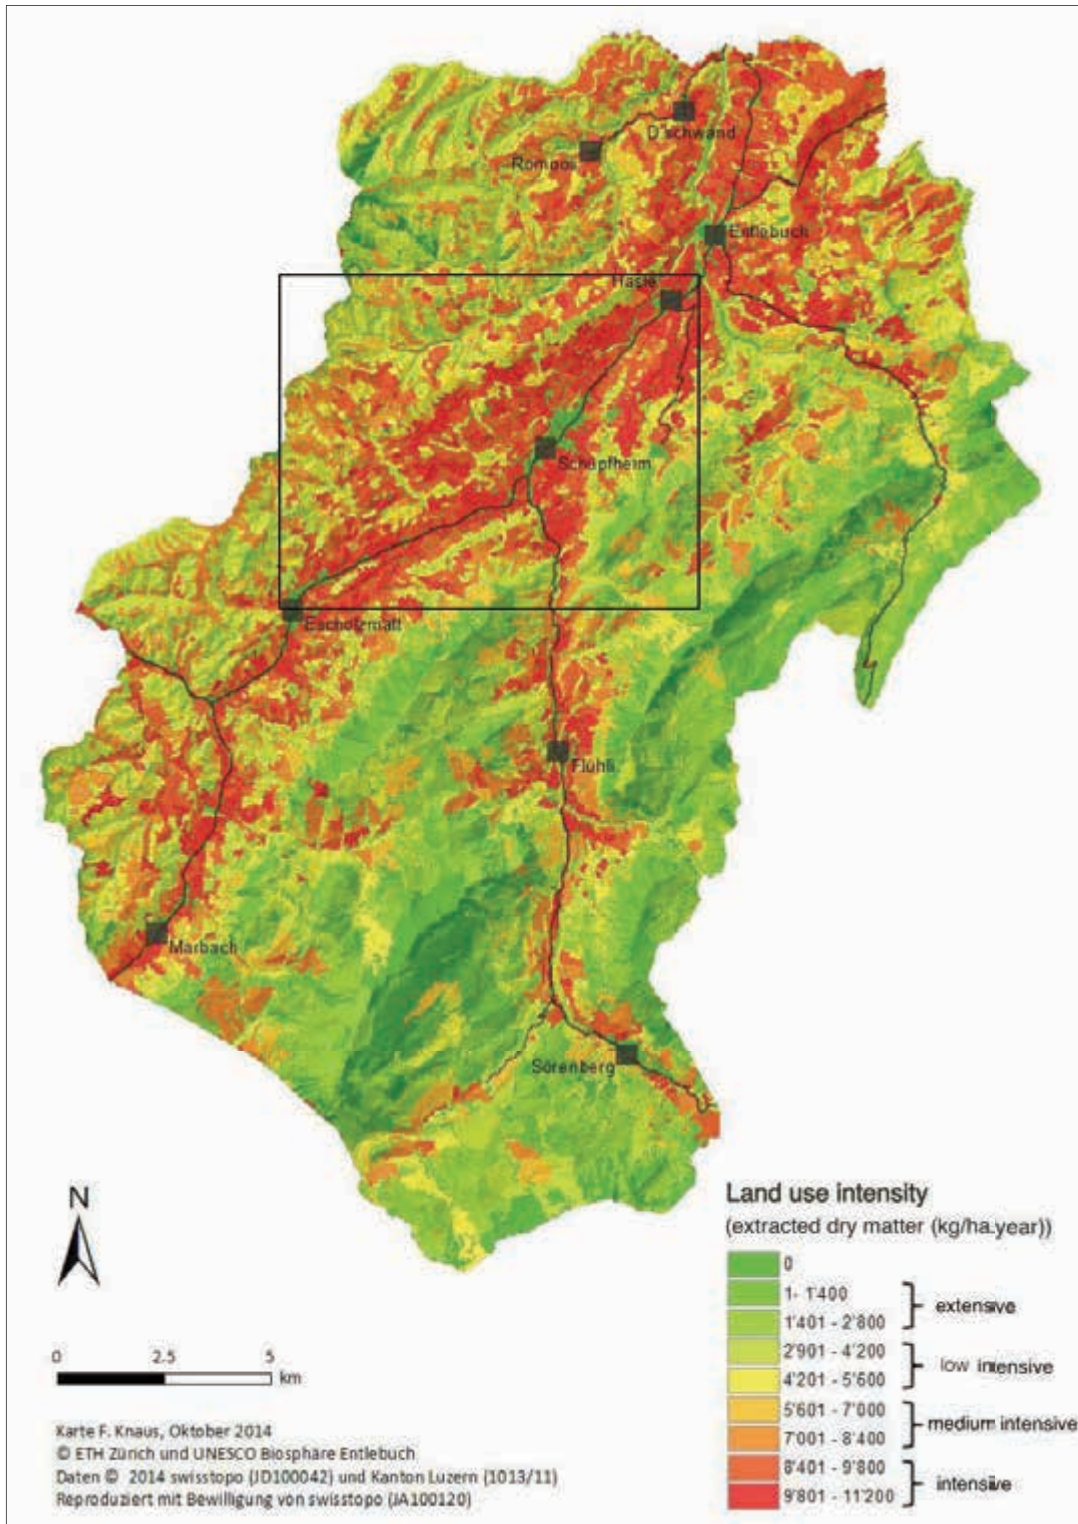 D'schwand
Romoos
Entlebuch
Hasle
Schüpfheim
Escholzmatt
Flühli
Marbach
Sörenberg
N
0 2.5 5
km
Karte F. Knaus, Oktober 2014
© ETH Zürich und UNESCO Biosphäre Entlebuch
Daten © 2014 swisstopo (JD100042) und Kanton Luzern (1013/11)
Reproduziert mit Bewilligung von swisstopo (JA100120)
Land use intensity
(extracted dry matter (kg/ha.year))
0
1- 1'400
1'401 - 2'800
extensive
2'901 - 4'200
4'201 - 5'600
low intensive
5'601 - 7'000
7'001 - 8'400
medium intensive
8'401 - 9'800
9'801 - 11'200
intensive